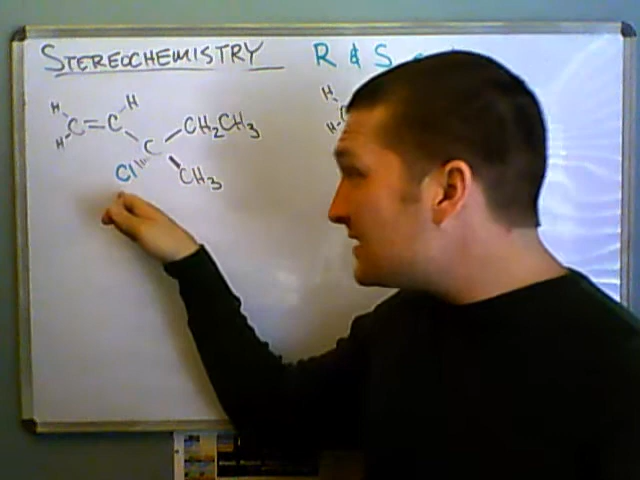 STEREOCHEMISTRY R & S
H H H
C=C CH2CH3
H C
Cl CH3